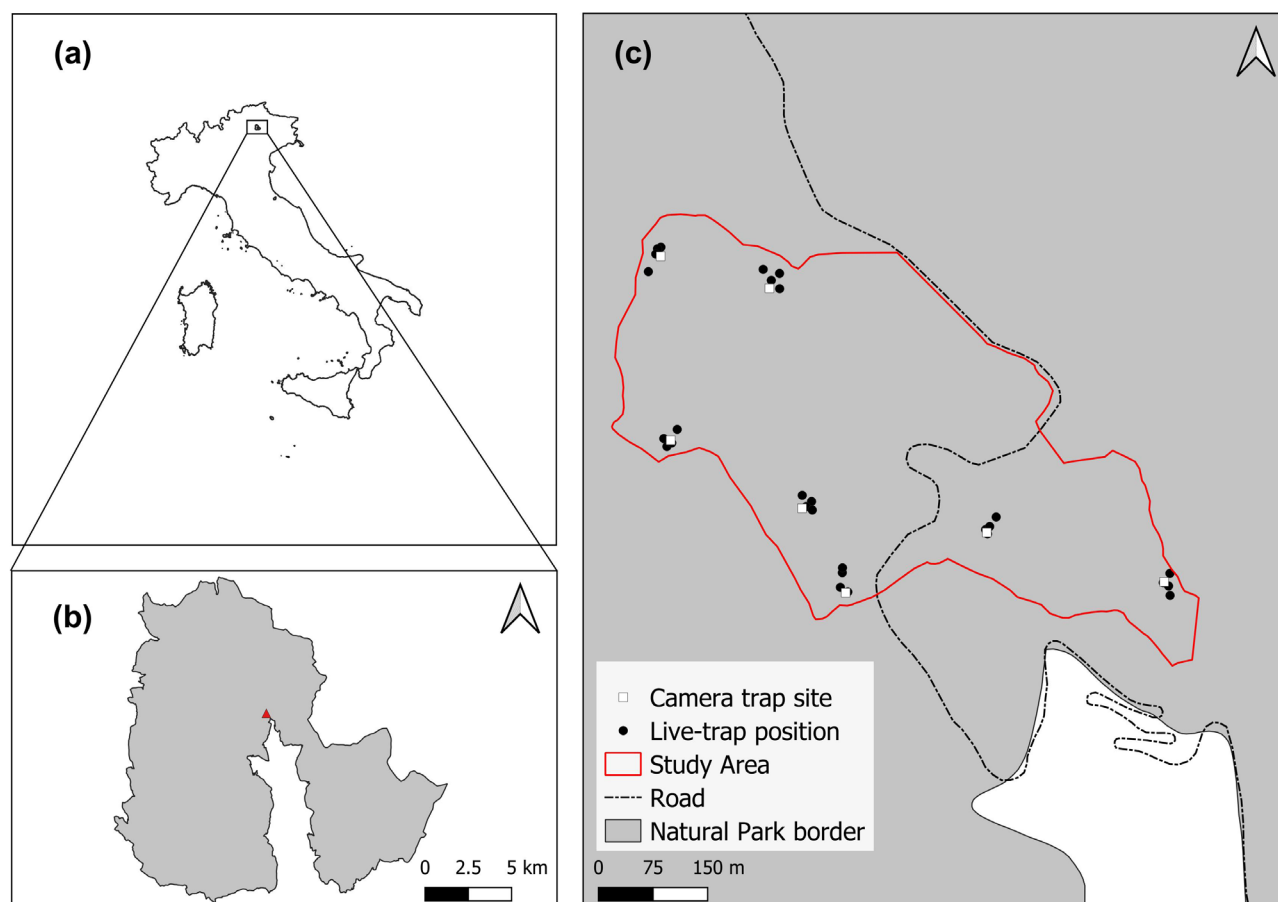 (a)
(b)
0 2.5 5 km
(c)
Camera trap site
Live-trap position
Study Area
Road
Natural Park border
0 75 150 m